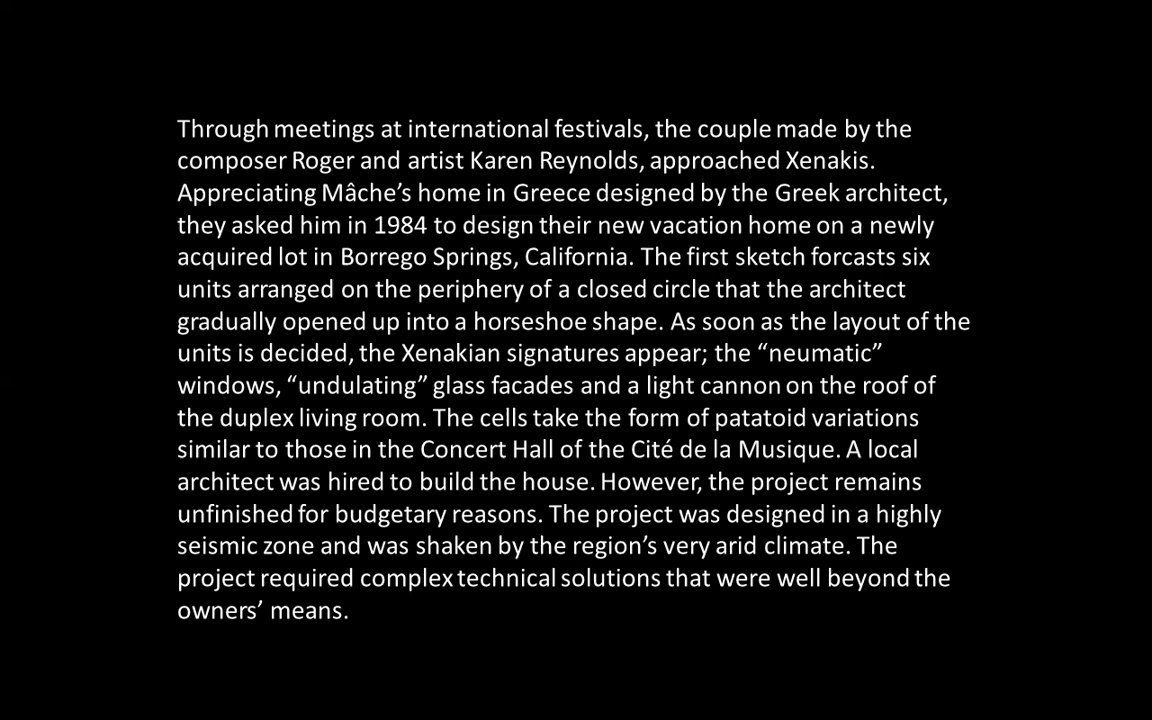 Through meetings at international festivals, the couple made by the
composer Roger and artist Karen Reynolds, approached Xenakis.
Appreciating Mâche’s home in Greece designed by the Greek architect,
they asked him in 1984 to design their new vacation home on a newly
acquired lot in Borrego Springs, California. The first sketch forcasts six
units arranged on the periphery of a closed circle that the architect
gradually opened up into a horseshoe shape. As soon as the layout of the
units is decided, the Xenakian signatures appear; the “neumatic”
windows, “undulating” glass facades and a light cannon on the roof of
the duplex living room. The cells take the form of patatoid variations
similar to those in the Concert Hall of the Cité de la Musique. A local
architect was hired to build the house. However, the project remains
unfinished for budgetary reasons. The project was designed in a highly
seismic zone and was shaken by the region’s very arid climate. The
project required complex technical solutions that were well beyond the
owners’ means.